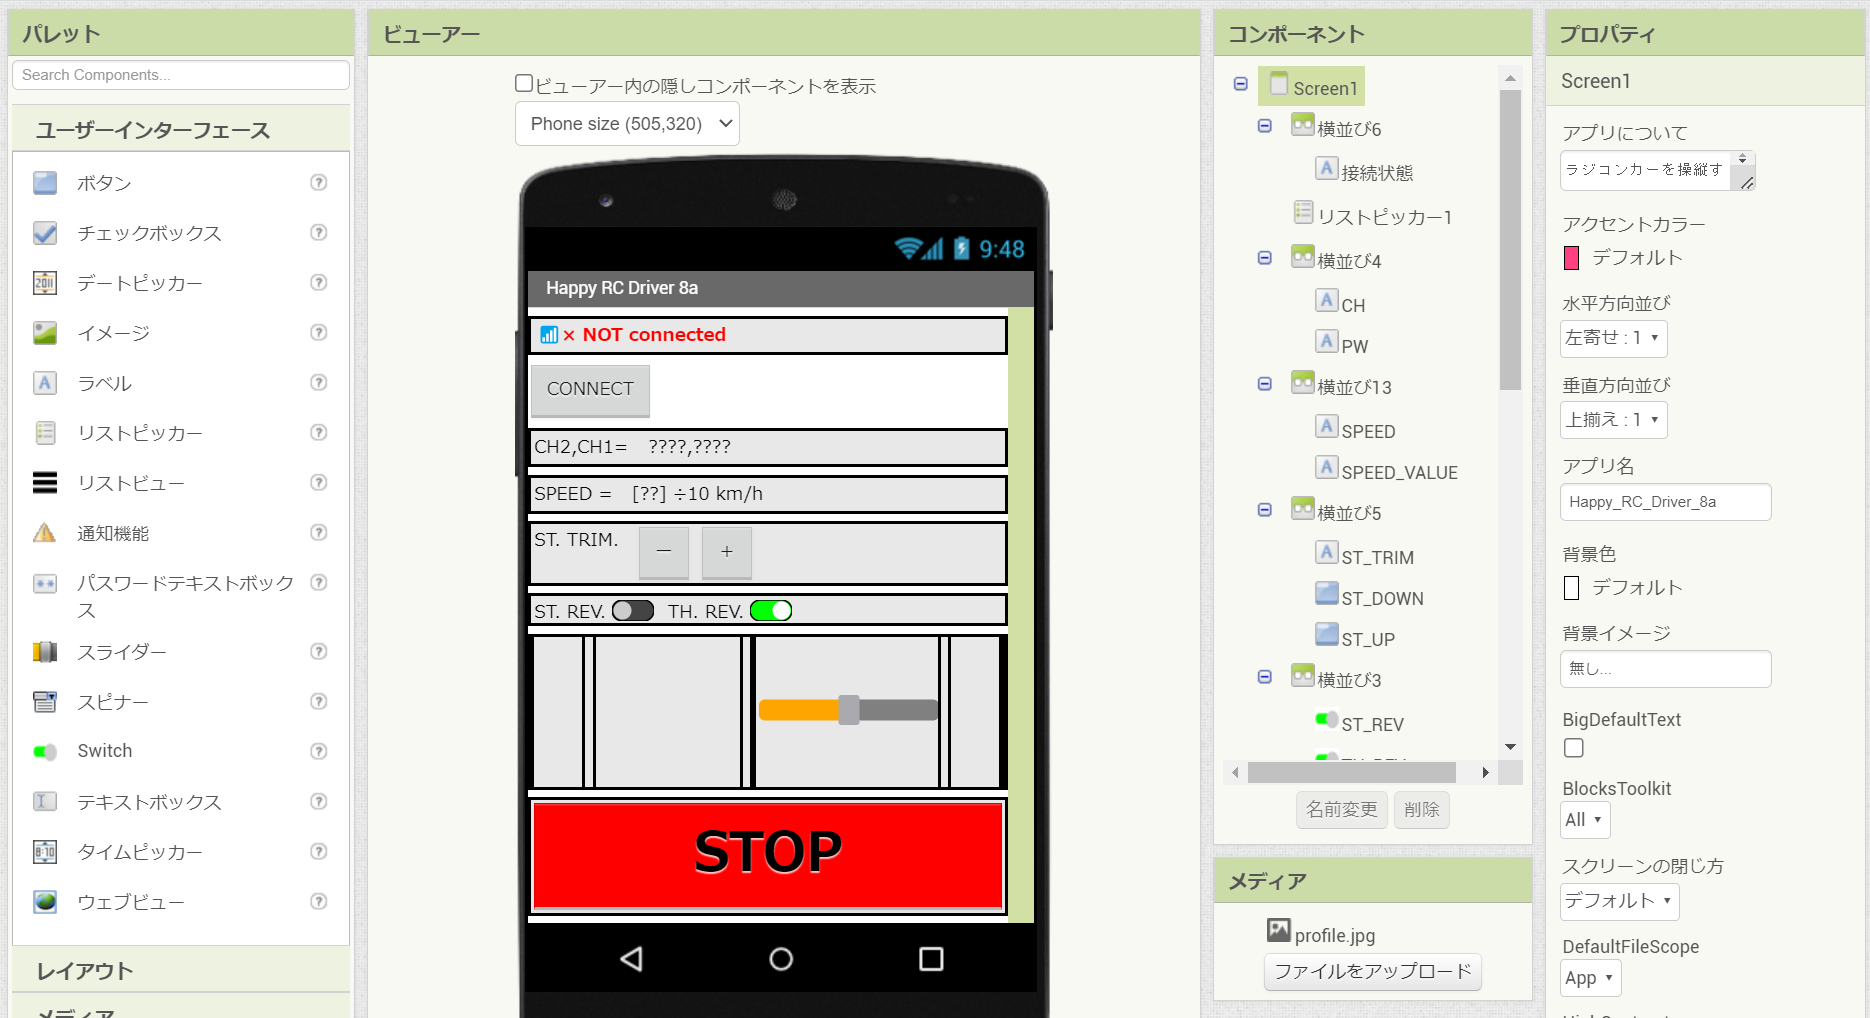 パレット
Search Components...
ユーザーインターフェース
ボタン
チェックボックス
デートピッカー
イメージ
ラベル
リストピッカー
リストビュー
通知機能
パスワードテキストボック
ス
スライダー
スピナー
Switch
テキストボックス
タイムピッカー
ウェブビュー
レイアウト
メディア
ビューアー
ビューアー内の隠しコンポーネントを表示
Phone size (505,320)
9:48
Happy RC Driver 8a
× NOT connected
CONNECT
CH2,CH1= ????,????
SPEED = [??] ÷10 km/h
ST. TRIM. － +
ST. REV. TH. REV.
STOP
コンポーネント
Screen1
横並び6
接続状態
リストピッカー1
横並び4
CH
PW
横並び13
SPEED
SPEED_VALUE
横並び5
ST_TRIM
ST_DOWN
ST_UP
横並び3
ST_REV
名前変更 削除
メディア
profile.jpg
ファイルをアップロード
プロパティ
Screen1
アプリについて
ラジコンカーを操縦す
アクセントカラー
デフォルト
水平方向並び
左寄せ : 1
垂直方向並び
上揃え : 1
アプリ名
Happy_RC_Driver_8a
背景色
デフォルト
背景イメージ
無し...
BigDefaultText
BlocksToolkit
All
スクリーンの閉じ方
デフォルト
DefaultFileScope
App